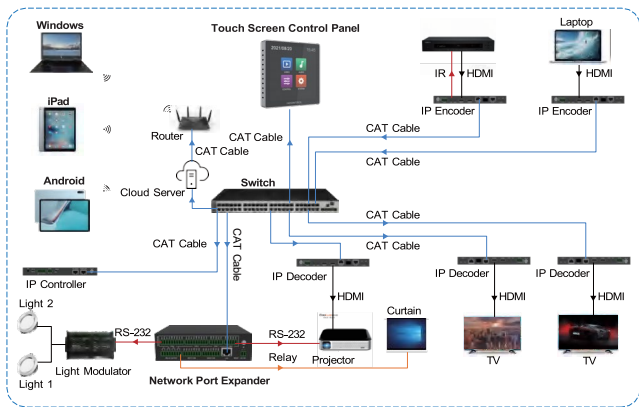 Windows
Touch Screen Control Panel
Laptop
2021/08/23
IR
HDMI
HDMI
iPad
IP Encoder
IP Encoder
Router
CAT Cable
CAT Cable
CAT Cable
CAT Cable
Android
Cloud Server
Switch
CAT Cable
CAT Cable
CAT Cable
CAT Cable
IP Controller
IP Decoder
IP Decoder
IP Decoder
HDMI
HDMI
HDMI
Light 2
Curtain
RS-232
RS-232
Relay
Projector
TV
TV
Light 1
Light Modulator
Network Port Expander